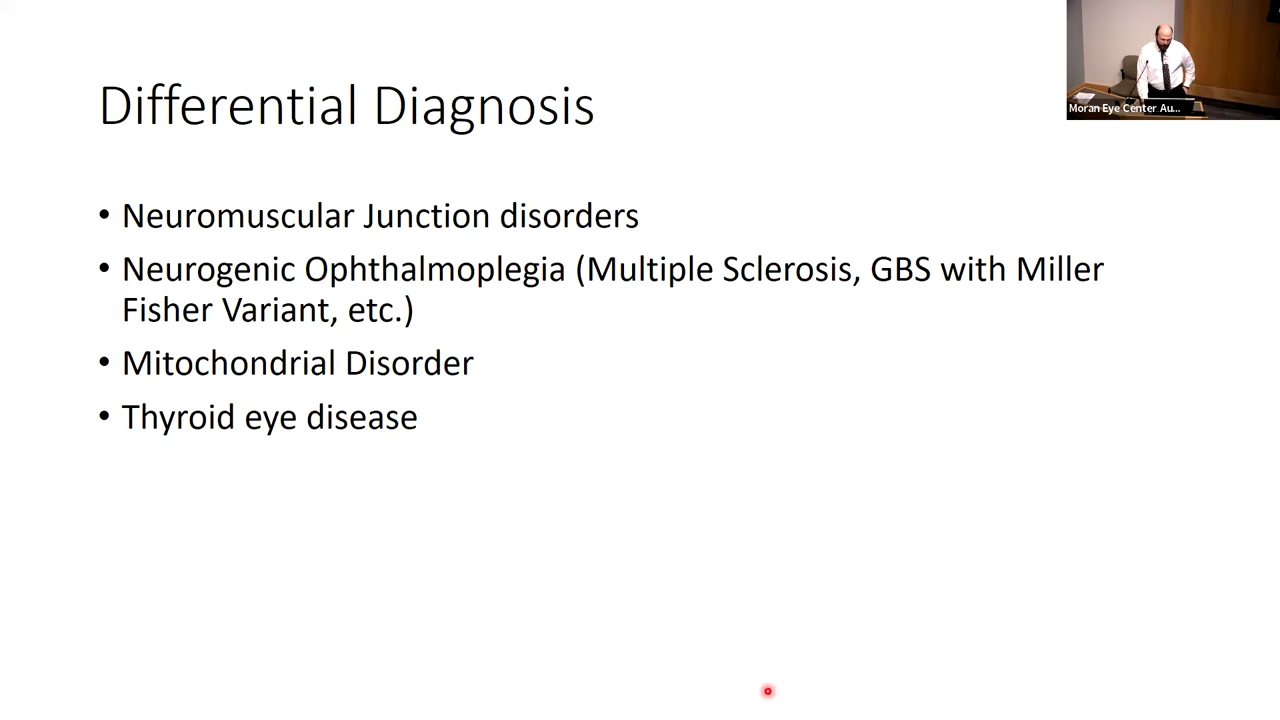 Differential Diagnosis
• Neuromuscular Junction disorders
• Neurogenic Ophthalmoplegia (Multiple Sclerosis, GBS with Miller
Fisher Variant, etc.)
• Mitochondrial Disorder
• Thyroid eye disease
Moran Eye Center Au...